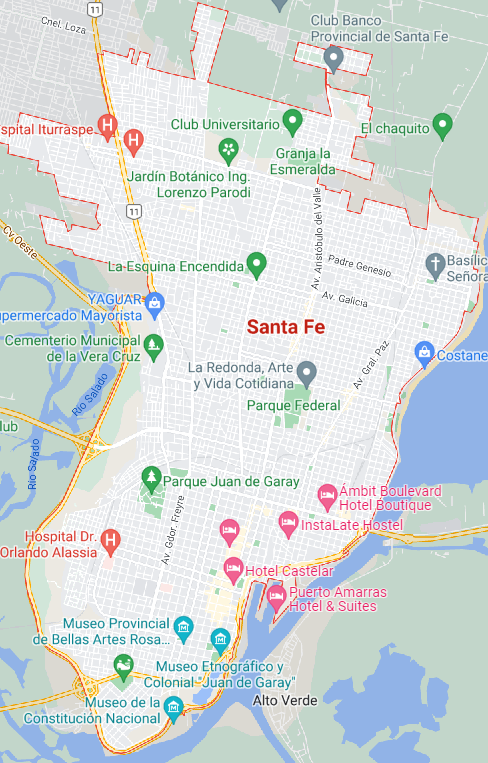 11
Cnel. Loza
Club Banco
Provincial de Santa Fe
spital Iturraspe...
H
H
Club Universitario
El chaquito
Granja la
Esmeralda
Jardín Botánico Ing.
Lorenzo Parodi
11
Av. Aristóbulo del Valle
Cv. Oeste
La Esquina Encendida
Padre Genesio
Basílic
Señora
Av. Galicia
YAGUAR
upermercado Mayorista
Santa Fe
Cementerio Municipal
de la Vera Cruz
Costane
Av. Gral. Paz
La Redonda, Arte
y Vida Cotidiana
Río Salado
Parque Federal
lub
Río Salado
Parque Juan de Garay
Ámbit Boulevard
Hotel Boutique
Av. Gdor. Freyre
InstaLate Hostel
Hospital Dr.
Orlando Alassia
H
Hotel Castelar
Puerto Amarras
Hotel & Suites
Museo Provincial
de Bellas Artes Rosa...
Museo Etnográfico y
Colonial "Juan de Garay"
Museo de la
Constitución Nacional
Alto Verde